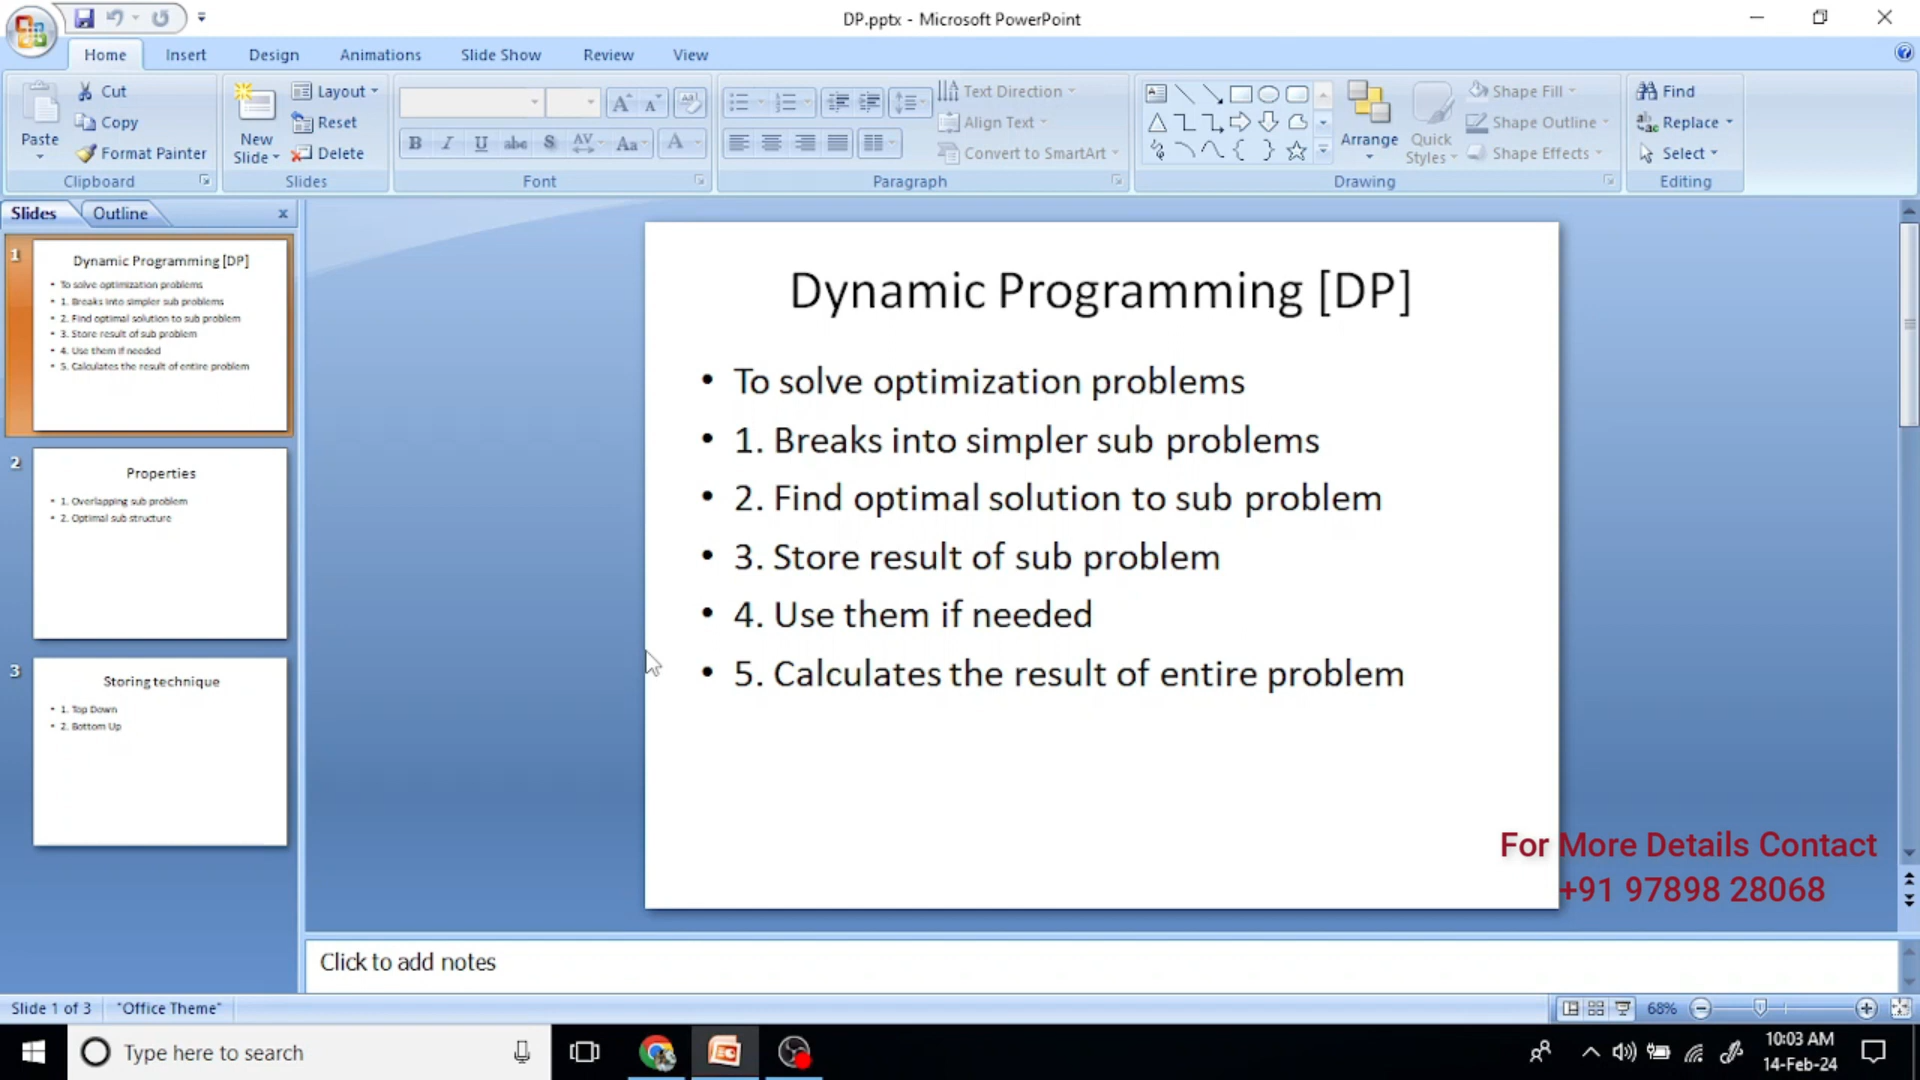 DP.pptx - Microsoft PowerPoint
Home Insert Design Animations Slide Show Review View
Paste
Cut
Copy
Format Painter
Clipboard
New
Slide
Layout
Reset
Delete
Slides
B I U abc S AV Aa A
Font
Text Direction
Align Text
Convert to SmartArt
Paragraph
Arrange
Quick
Styles
Shape Fill
Shape Outline
Shape Effects
Drawing
Find
Replace
Select
Editing
Slides Outline
1
Dynamic Programming [DP]
• To solve optimization problems
• 1. Breaks into simpler sub problems
• 2. Find optimal solution to sub problem
• 3. Store result of sub problem
• 4. Use them if needed
• 5. Calculates the result of entire problem
2
Properties
• 1. Overlapping sub problem
• 2. Optimal sub structure
3
Storing technique
• 1. Top Down
• 2. Bottom Up
Dynamic Programming [DP]
• To solve optimization problems
• 1. Breaks into simpler sub problems
• 2. Find optimal solution to sub problem
• 3. Store result of sub problem
• 4. Use them if needed
• 5. Calculates the result of entire problem
For More Details Contact
+91 97898 28068
Click to add notes
Slide 1 of 3 "Office Theme" 68%
Type here to search
10:03 AM
14-Feb-24